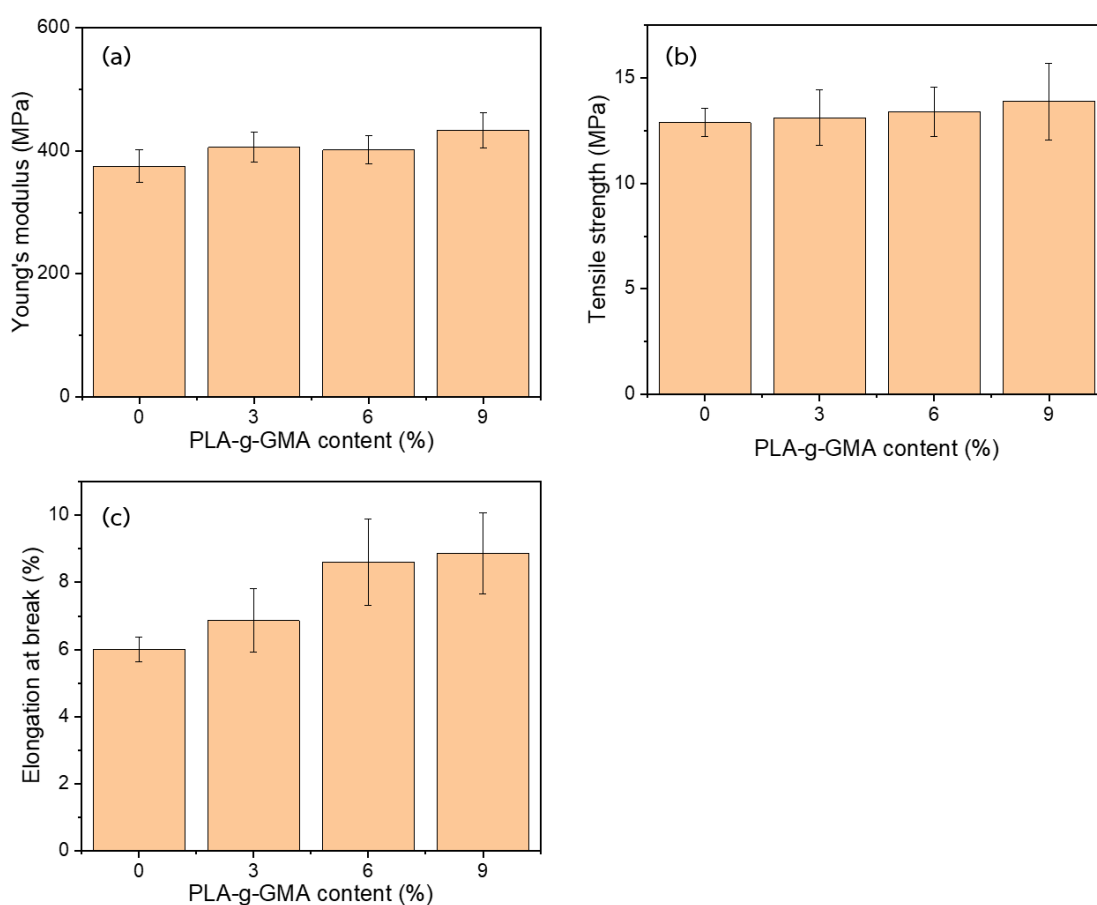 (a)
Young's modulus (MPa)
600
400
200
0
0 3 6 9
PLA-g-GMA content (%)
(b)
Tensile strength (MPa)
15
10
5
0
0 3 6 9
PLA-g-GMA content (%)
(c)
Elongation at break (%)
10
8
6
4
2
0
0 3 6 9
PLA-g-GMA content (%)